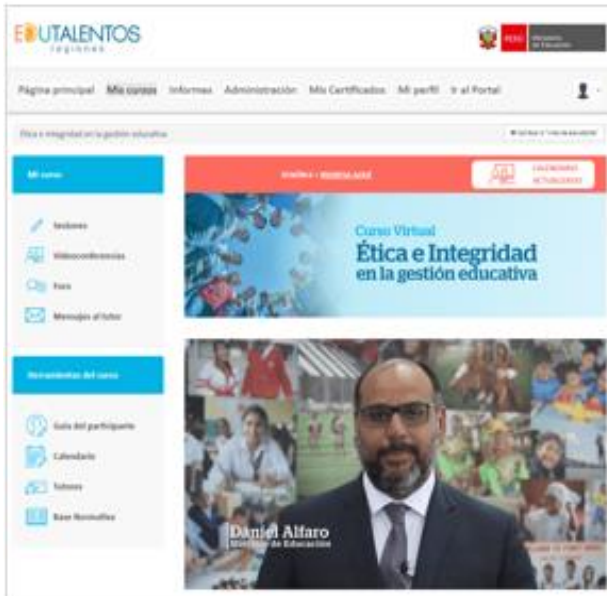 EDUTALENTOS
regiones
PERÚ Ministerio de Educación
Página principal Mis cursos Informes Administración Mis Certificados Mi perfil Ir al Portal
Ética e integridad en la gestión educativa
Mi curso
CALENDARIO
ACTUALIZADO
Sesiones
Videoconferencias
Foro
Mensajes al tutor
Curso Virtual
Ética e Integridad
en la gestión educativa
Herramientas del curso
Guía del participante
Calendario
Tutores
Base Normativa
Daniel Alfaro
Ministro de Educación